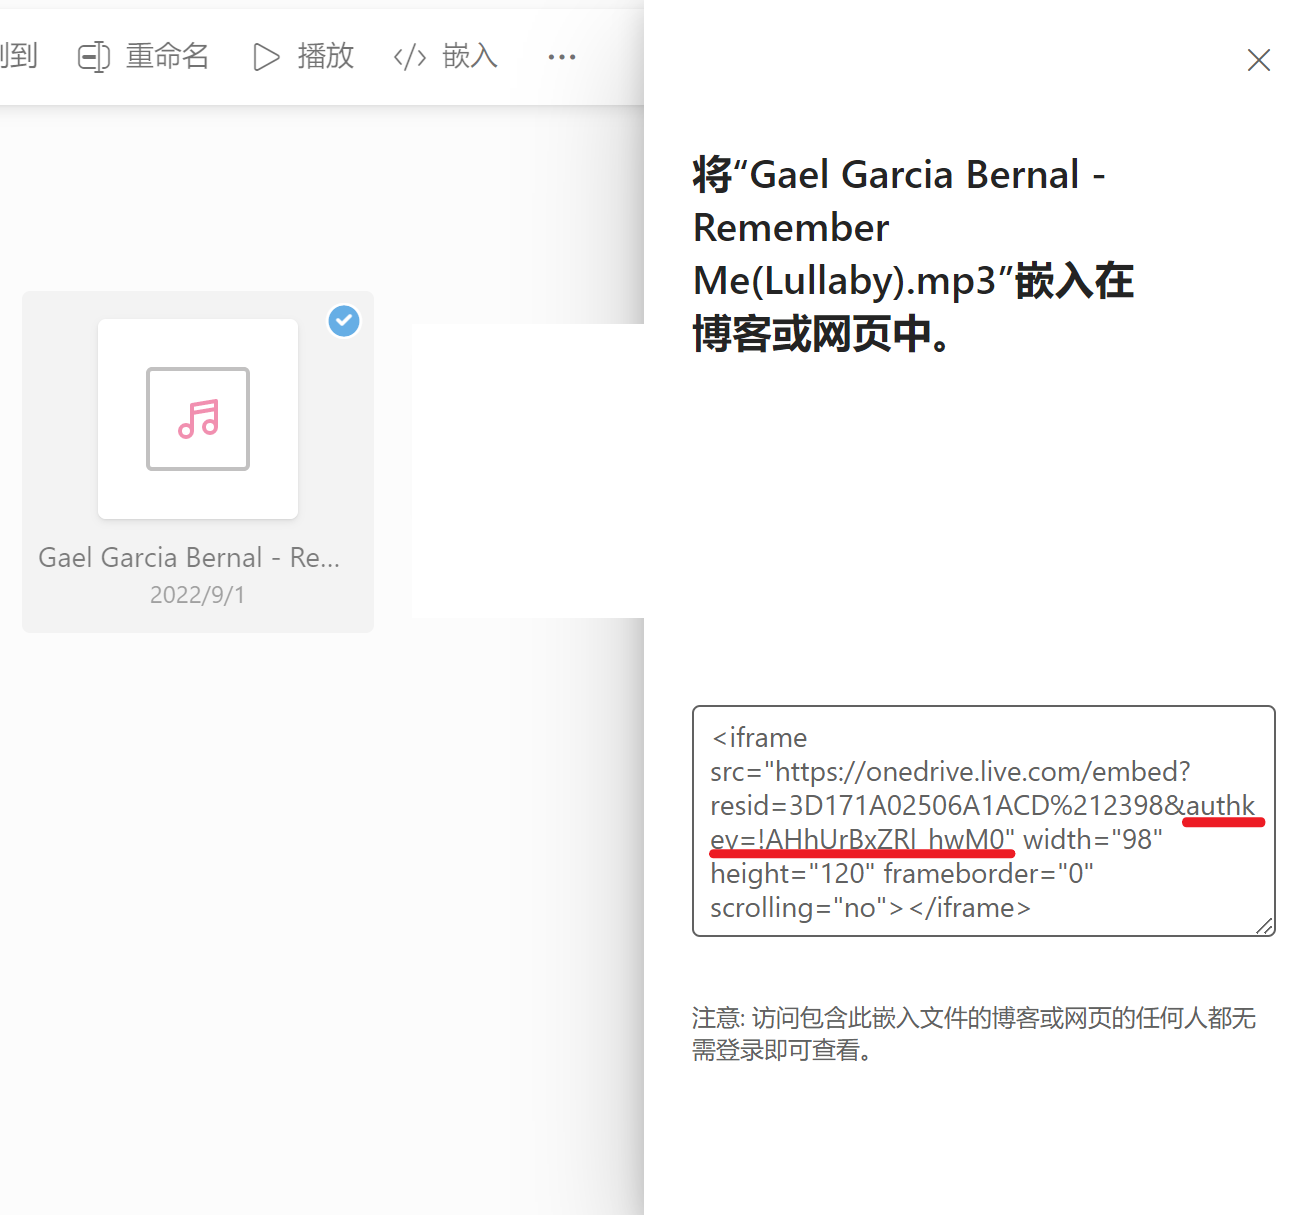 到 重命名 播放 嵌入 ...
将“Gael Garcia Bernal -
Remember
Me(Lullaby).mp3”嵌入在
博客或网页中。
Gael Garcia Bernal - Re...
2022/9/1
<iframe
src="https://onedrive.live.com/embed?
resid=3D171A02506A1ACD%212398&authk
ey=!AHhUrBxZRl_hwM0" width="98"
height="120" frameborder="0"
scrolling="no"></iframe>
注意: 访问包含此嵌入文件的博客或网页的任何人都无
需登录即可查看。